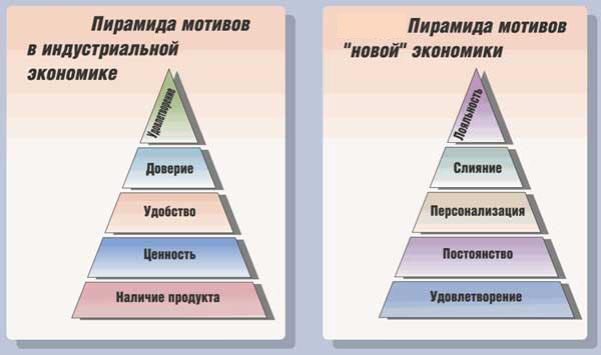 Пирамида мотивов
в индустриальной
экономике
Удовлетворение
Доверие
Удобство
Ценность
Наличие продукта
Пирамида мотивов
"новой" экономики
Лояльность
Слияние
Персонализация
Постоянство
Удовлетворение